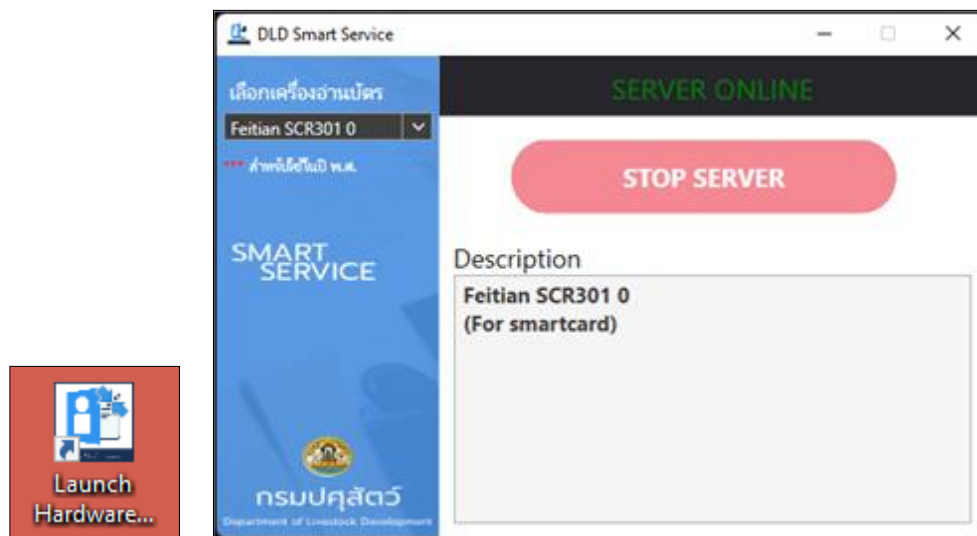 DLD Smart Service
เลือกเครื่องอ่านบัตร
Feitian SCR301 0
SMART
SERVICE
กรมปศุสัตว์
Department of Livestock Development
SERVER ONLINE
STOP SERVER
Description
Feitian SCR301 0
(For smartcard)
Launch
Hardware...